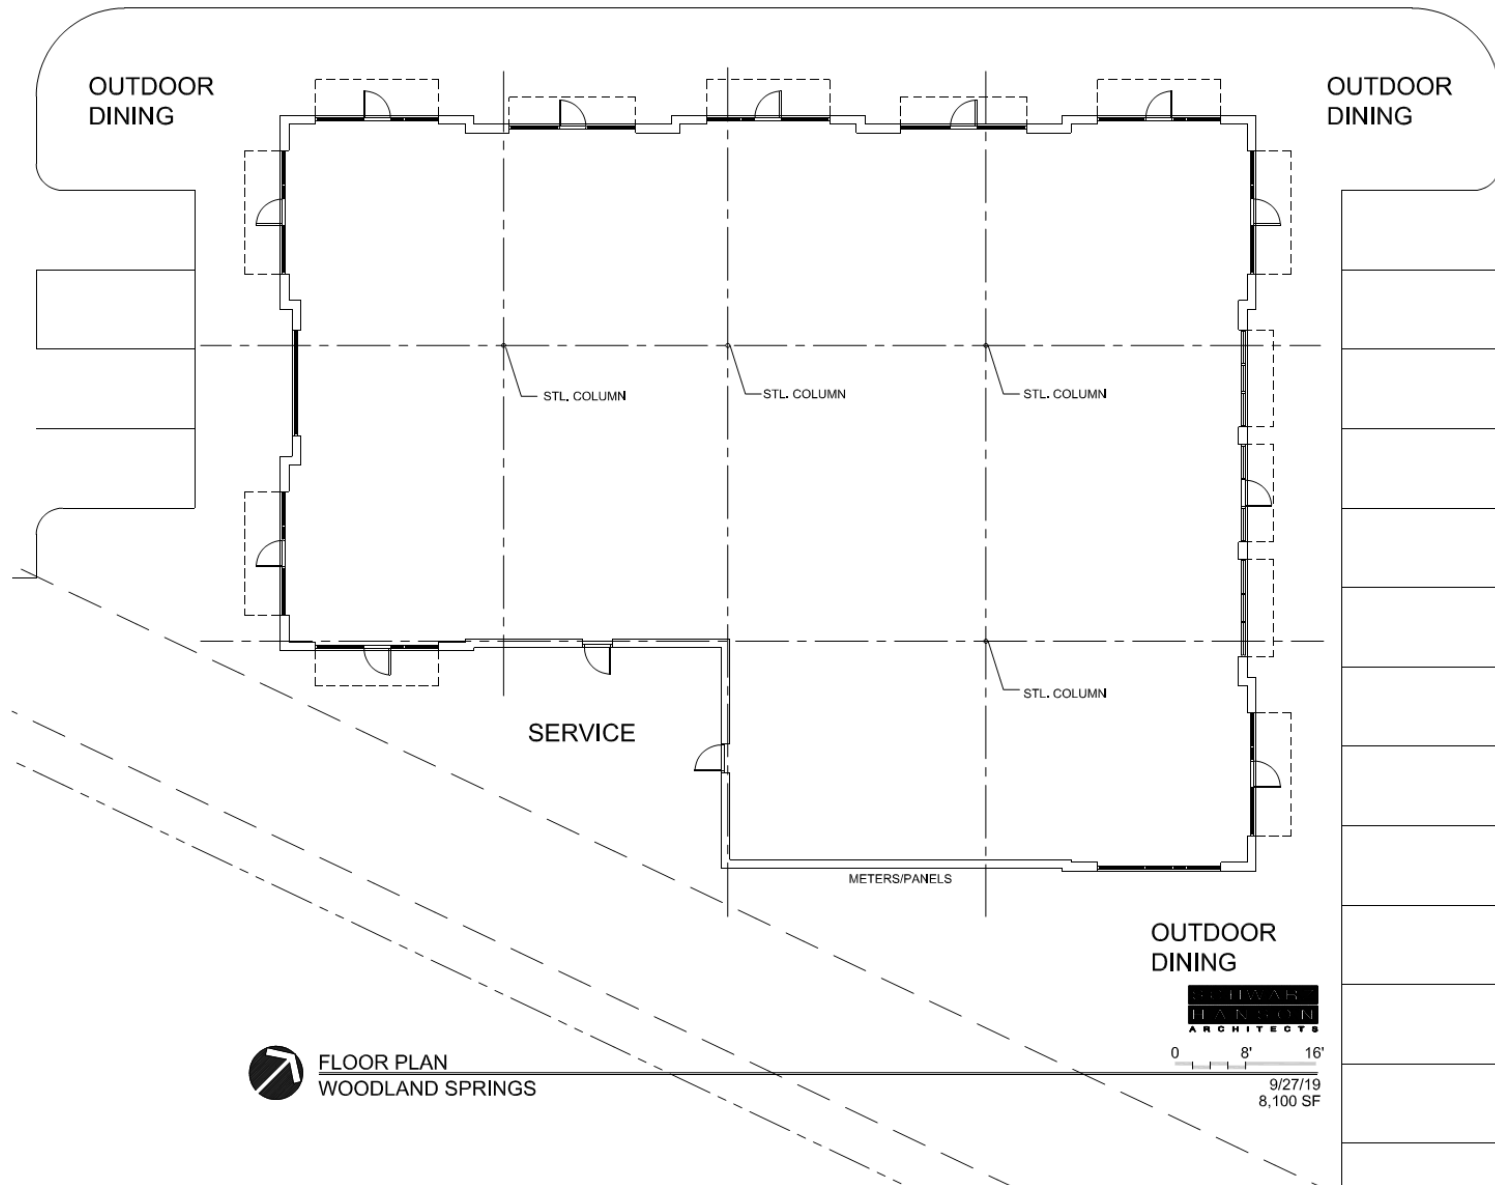 OUTDOOR
DINING
OUTDOOR
DINING
STL. COLUMN
STL. COLUMN
STL. COLUMN
STL. COLUMN
SERVICE
METERS/PANELS
OUTDOOR
DINING
HANSON
ARCHITECTS
0 8' 16'
FLOOR PLAN
WOODLAND SPRINGS
9/27/19
8,100 SF